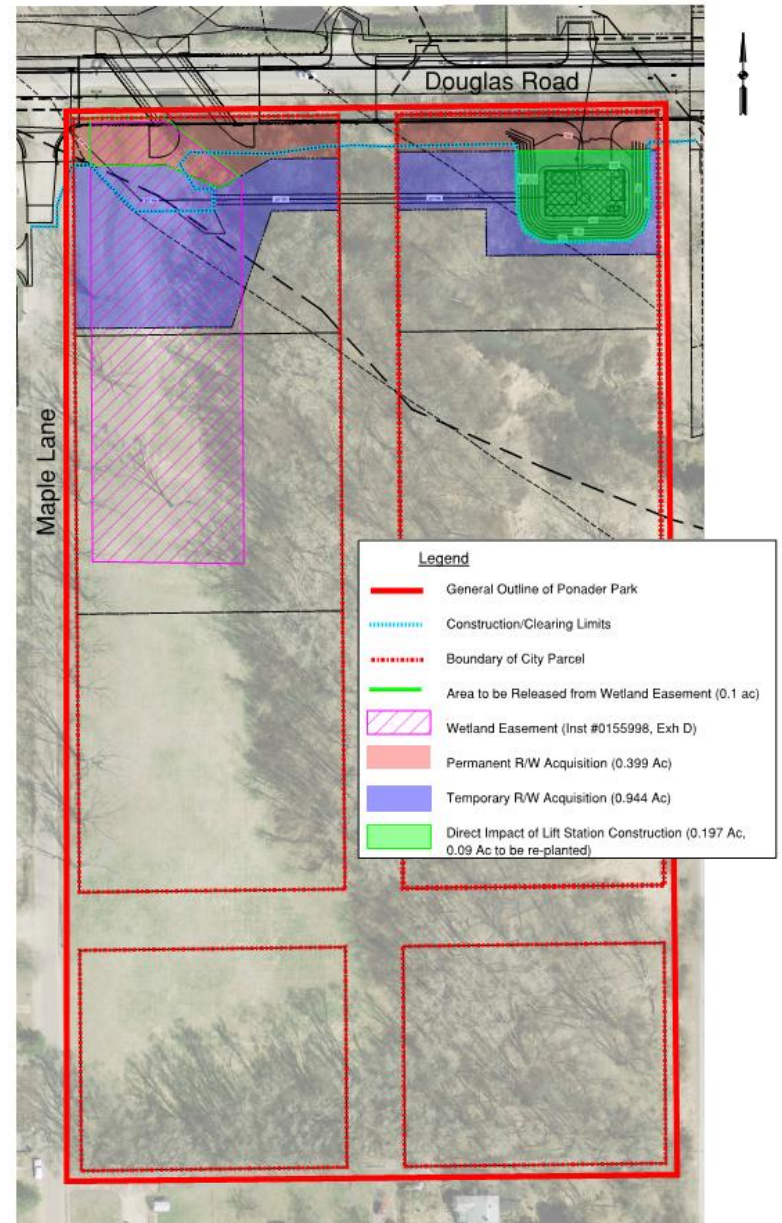 Douglas Road
Maple Lane
Legend
General Outline of Ponader Park
Construction/Clearing Limits
Boundary of City Parcel
Area to be Released from Wetland Easement (0.1 ac)
Wetland Easement (Inst #0155998, Exh D)
Permanent R/W Acquisition (0.399 Ac)
Temporary R/W Acquisition (0.944 Ac)
Direct Impact of Lift Station Construction (0.197 Ac,
0.09 Ac to be re-planted)